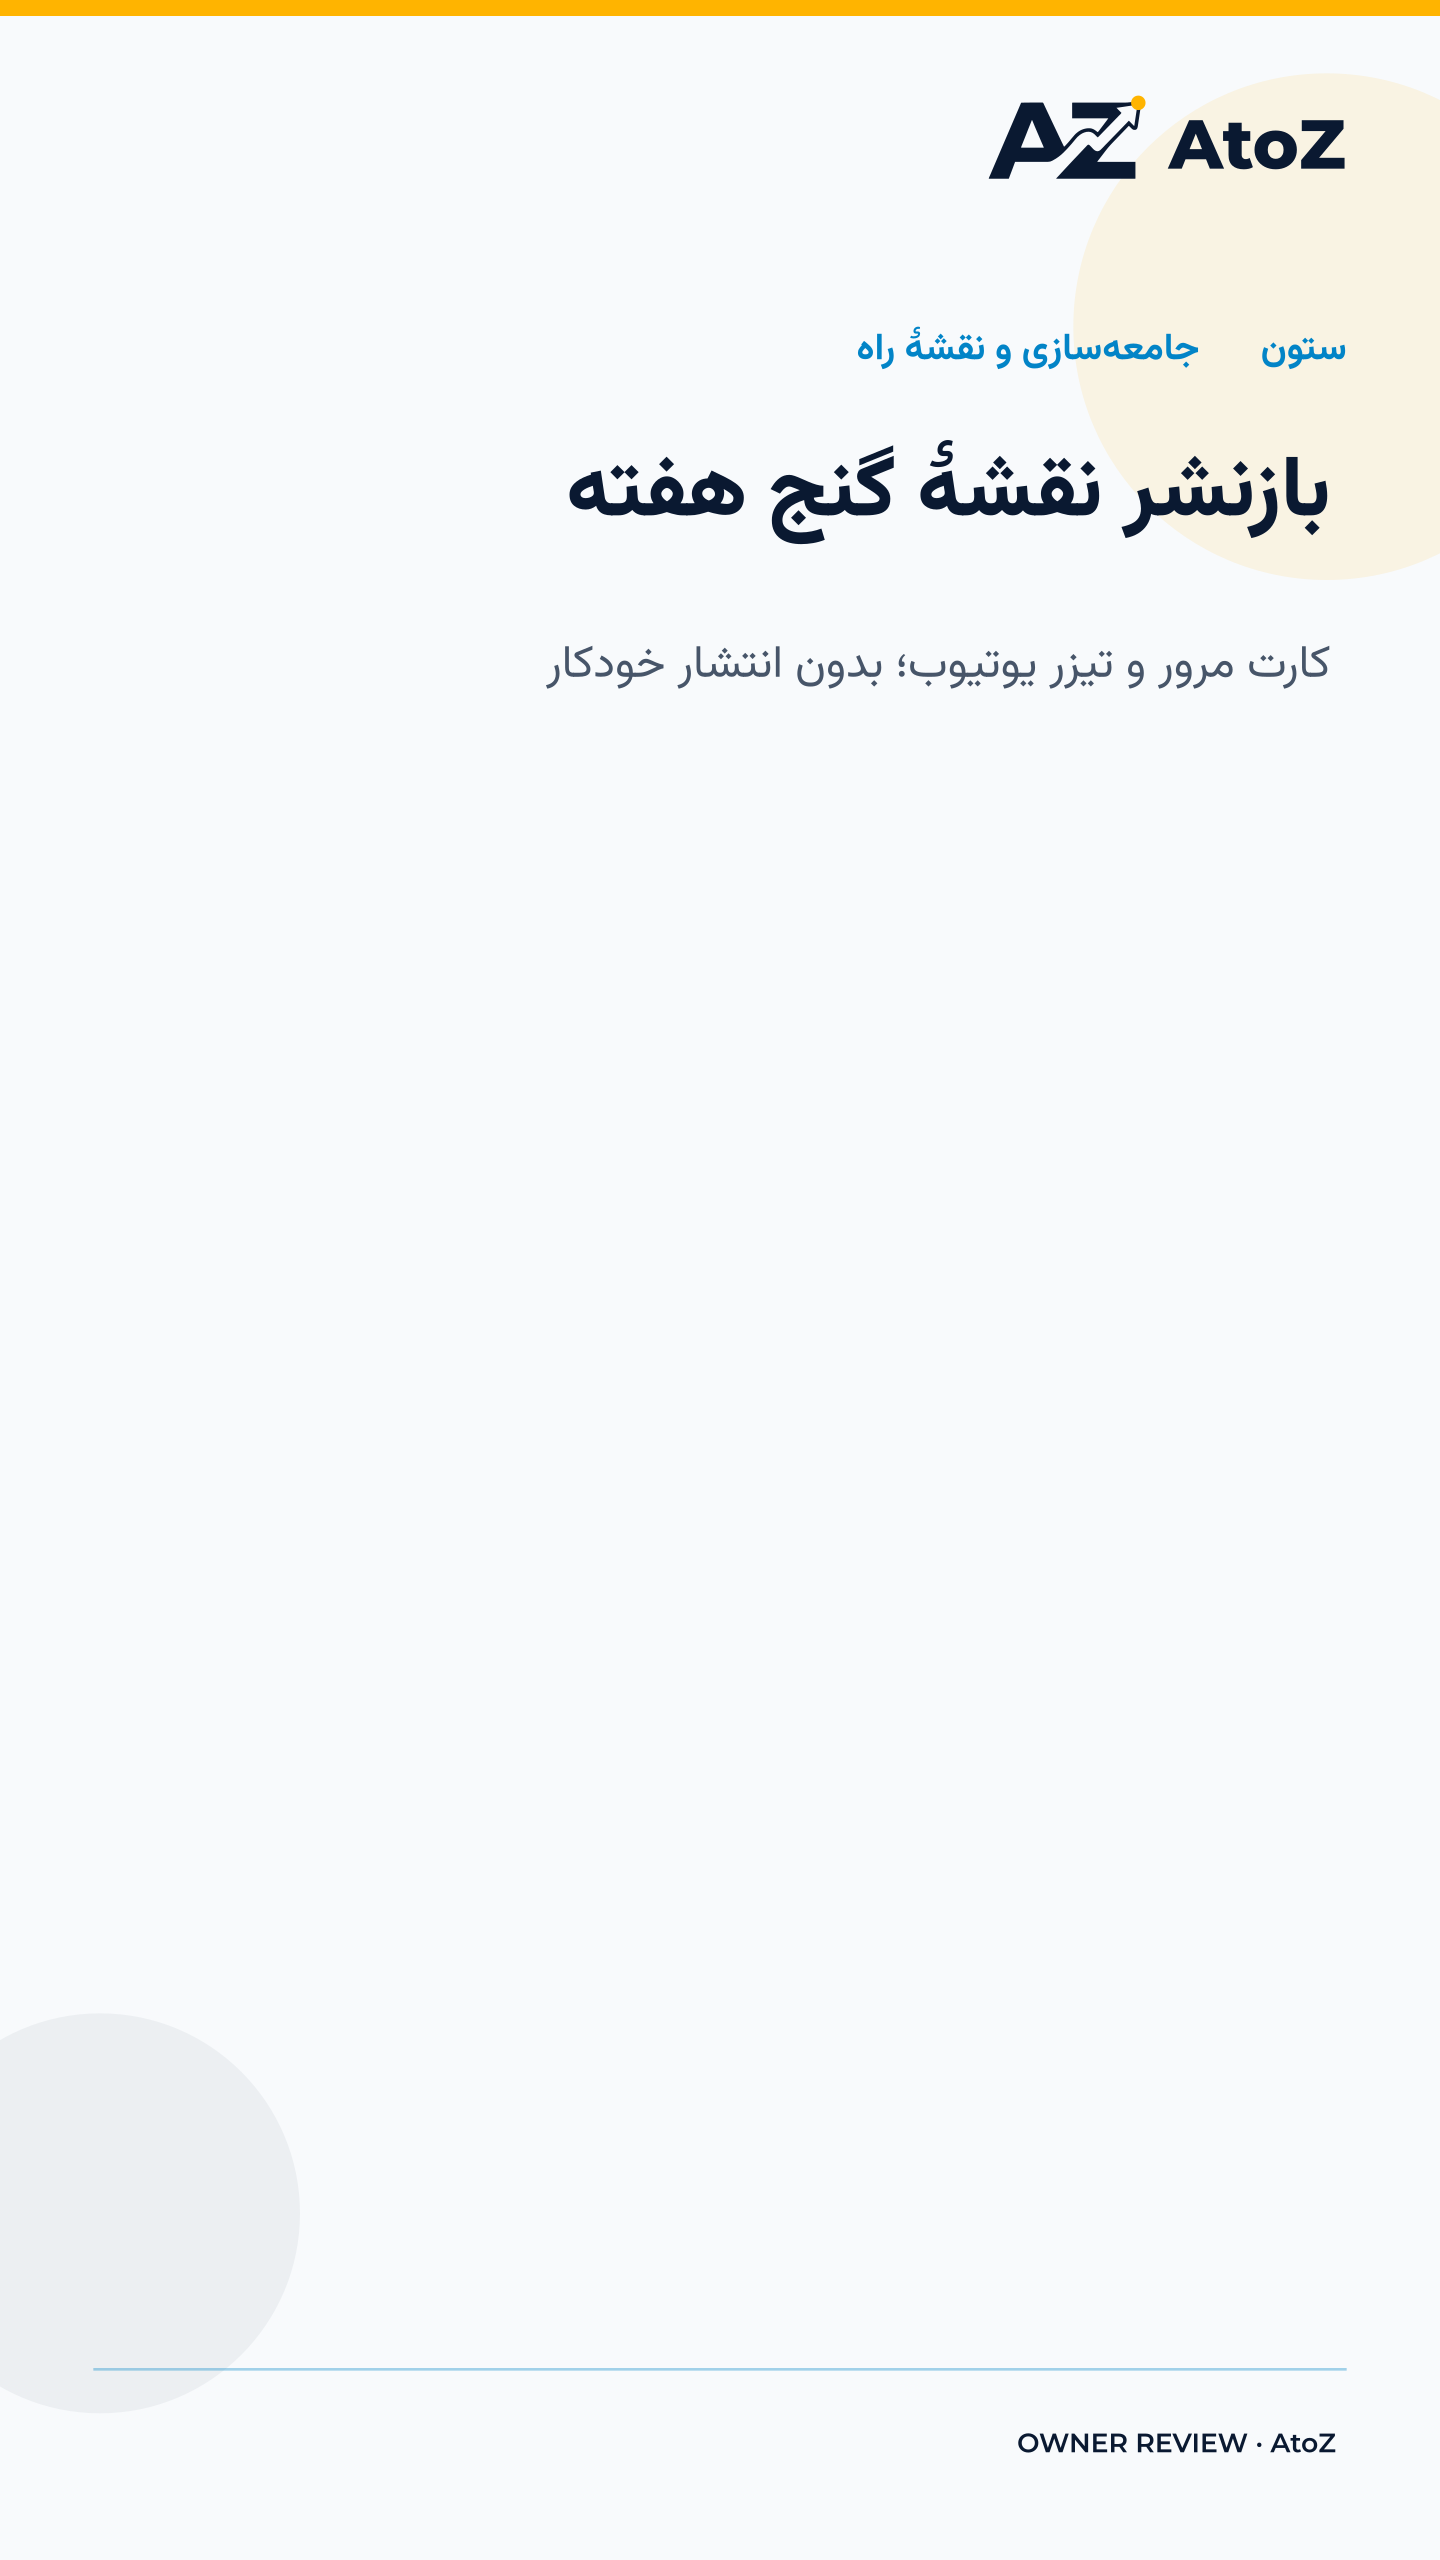 AZ AtoZ
ستون جامعه‌سازی و نقشهٔ راه
بازنشر نقشهٔ گنج هفته
کارت مرور و تیزر یوتیوب؛ بدون انتشار خودکار
OWNER REVIEW · AtoZ